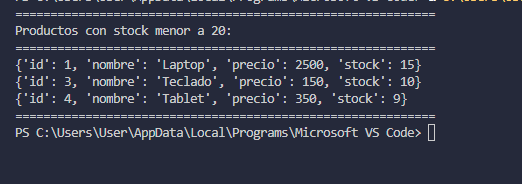 ============================================================
Productos con stock menor a 20:
============================================================
{'id': 1, 'nombre': 'Laptop', 'precio': 2500, 'stock': 15}
{'id': 3, 'nombre': 'Teclado', 'precio': 150, 'stock': 10}
{'id': 4, 'nombre': 'Tablet', 'precio': 350, 'stock': 9}
============================================================
PS C:\Users\User\AppData\Local\Programs\Microsoft VS Code>